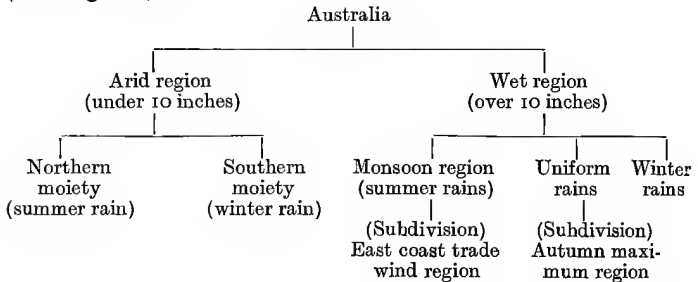 Australia
Arid region
(under 10 inches)
Wet region
(over 10 inches)
Northern
moiety
(summer rain)
Southern
moiety
(winter rain)
Monsoon region
(summer rains)
Uniform
rains
Winter
rains
(Subdivision)
East coast trade
wind region
(Subdivision)
Autumn maxi-
mum region